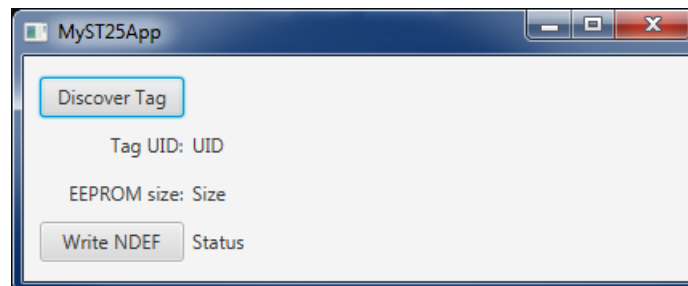 MyST25App
Discover Tag
Tag UID: UID
EEPROM size: Size
Write NDEF Status